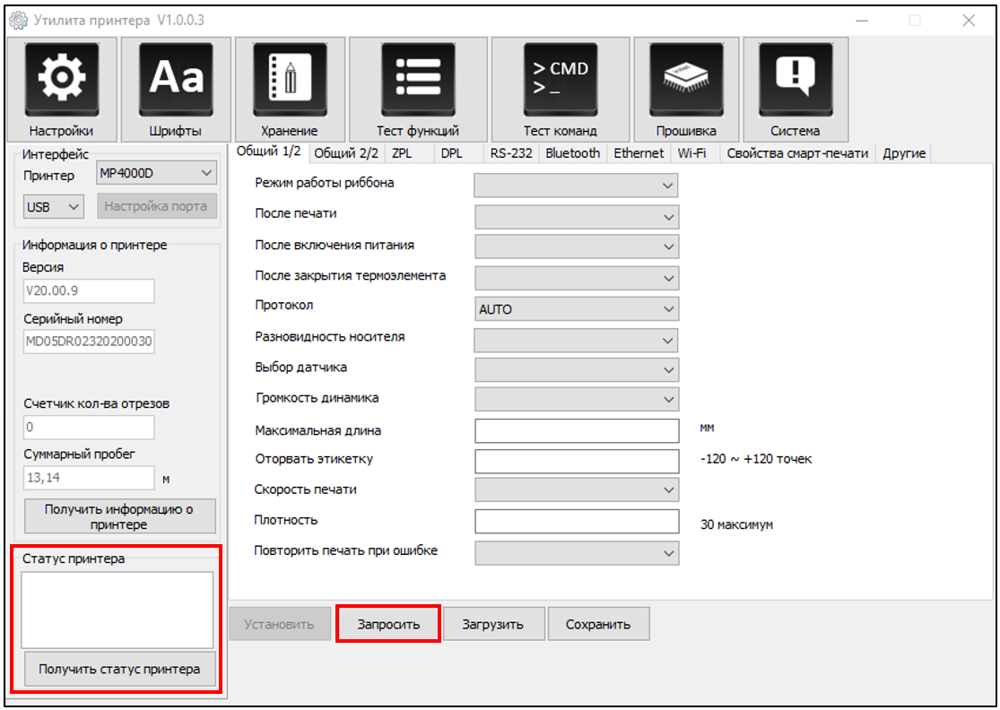 Утилита принтера V1.0.0.3
Aa
> CMD
> _
Настройки
Шрифты
Хранение
Тест функций
Тест команд
Прошивка
Система
Интерфейс
Принтер
MP4000D
USB
Настройка порта
Информация о принтере
Версия
V20.00.9
Серийный номер
MD05DR02320200030
Счетчик кол-ва отрезов
0
Суммарный пробег
13,14 м
Получить информацию о
принтере
Статус принтера
Получить статус принтера
Общий 1/2
Общий 2/2
ZPL
DPL
RS-232
Bluetooth
Ethernet
Wi-Fi
Свойства смарт-печати
Другие
Режим работы риббона
После печати
После включения питания
После закрытия термоэлемента
Протокол
AUTO
Разновидность носителя
Выбор датчика
Громкость динамика
Максимальная длина
мм
Оторвать этикетку
-120 ~ +120 точек
Скорость печати
Плотность
30 максимум
Повторить печать при ошибке
Установить
Запросить
Загрузить
Сохранить